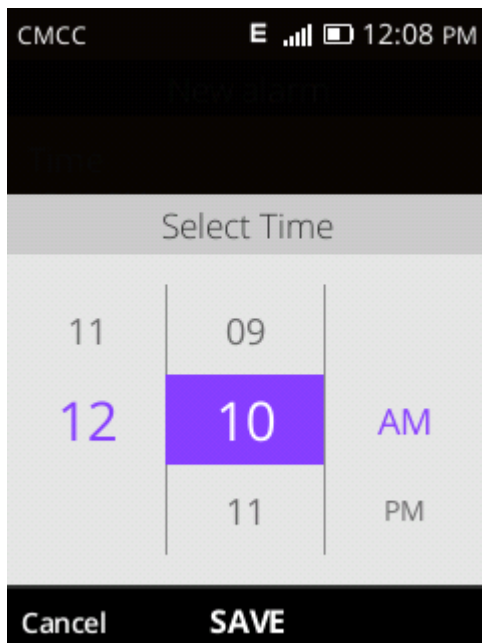 CMCC E 12:08 PM
New alarm
Time
Select Time
11 09
12 10 AM
11 PM
Cancel SAVE